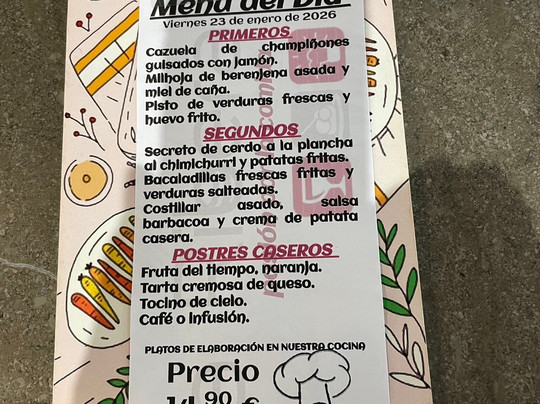 Menú del Día
Viernes 23 de enero de 2026
PRIMEROS
Cazuela de champiñones
guisados con jamón.
Milhoja de berenjena asada y
miel de caña.
Pisto de verduras frescas y
huevo frito.
SEGUNDOS
Secreto de cerdo a la plancha
al chimichurri y patatas fritas.
Bacaladillas frescas fritas y
verduras salteadas.
Costillar asado, salsa
barbacoa y crema de patata
casera.
POSTRES CASEROS
Fruta del tiempo, naranja.
Tarta cremosa de queso.
Tocino de cielo.
Café o infusión.
PLATOS DE ELABORACIÓN EN NUESTRA COCINA
Precio
14,90 €